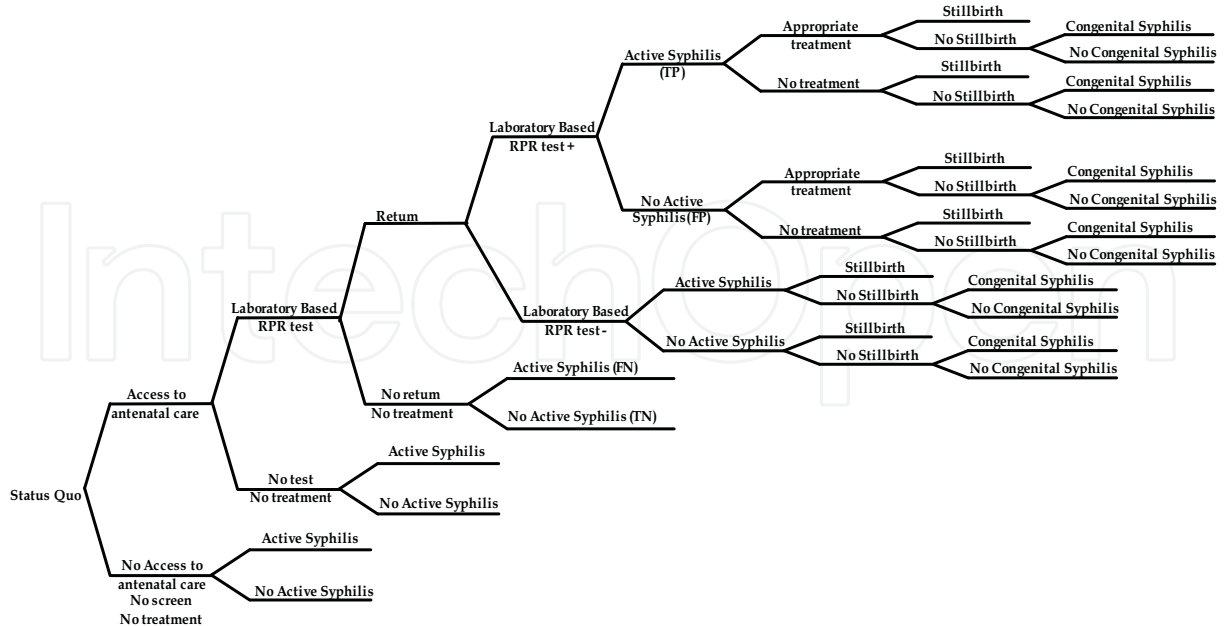 Stillbirth
Appropriate
treatment
No Stillbirth
Congenital Syphilis
No Congenital Syphilis
Active Syphilis
(TP)
No treatment
Stillbirth
No Stillbirth
Congenital Syphilis
No Congenital Syphilis
Laboratory Based
RPR test +
Stillbirth
Appropriate
treatment
No Stillbirth
Congenital Syphilis
No Congenital Syphilis
No Active
Syphilis (FP)
No treatment
Stillbirth
No Stillbirth
Congenital Syphilis
No Congenital Syphilis
Return
Laboratory Based
RPR test -
Active Syphilis
Stillbirth
No Stillbirth
Congenital Syphilis
No Congenital Syphilis
No Active Syphilis
Stillbirth
No Stillbirth
Congenital Syphilis
No Congenital Syphilis
Laboratory Based
RPR test
No return
No treatment
Active Syphilis (FN)
No Active Syphilis (TN)
Access to
antenatal care
No test
No treatment
Active Syphilis
No Active Syphilis
Status Quo
No Access to
antenatal care
No screen
No treatment
Active Syphilis
No Active Syphilis
IntechOpen